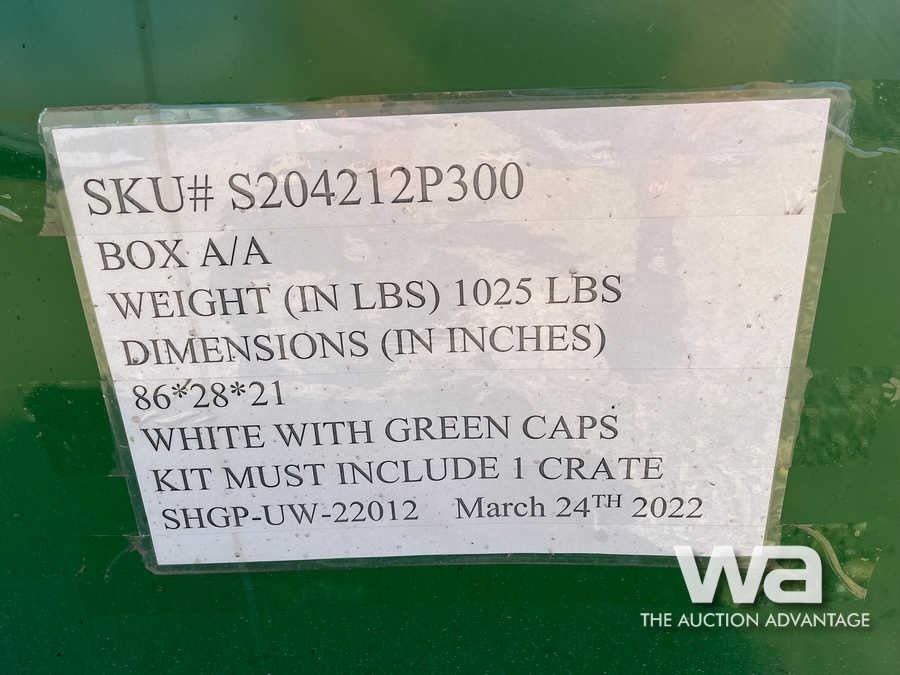 SKU# S204212P300
BOX A/A
WEIGHT (IN LBS) 1025 LBS
DIMENSIONS (IN INCHES)
86*28*21
WHITE WITH GREEN CAPS
KIT MUST INCLUDE 1 CRATE
SHGP-UW-22012 March 24TH 2022
wa
THE AUCTION ADVANTAGE